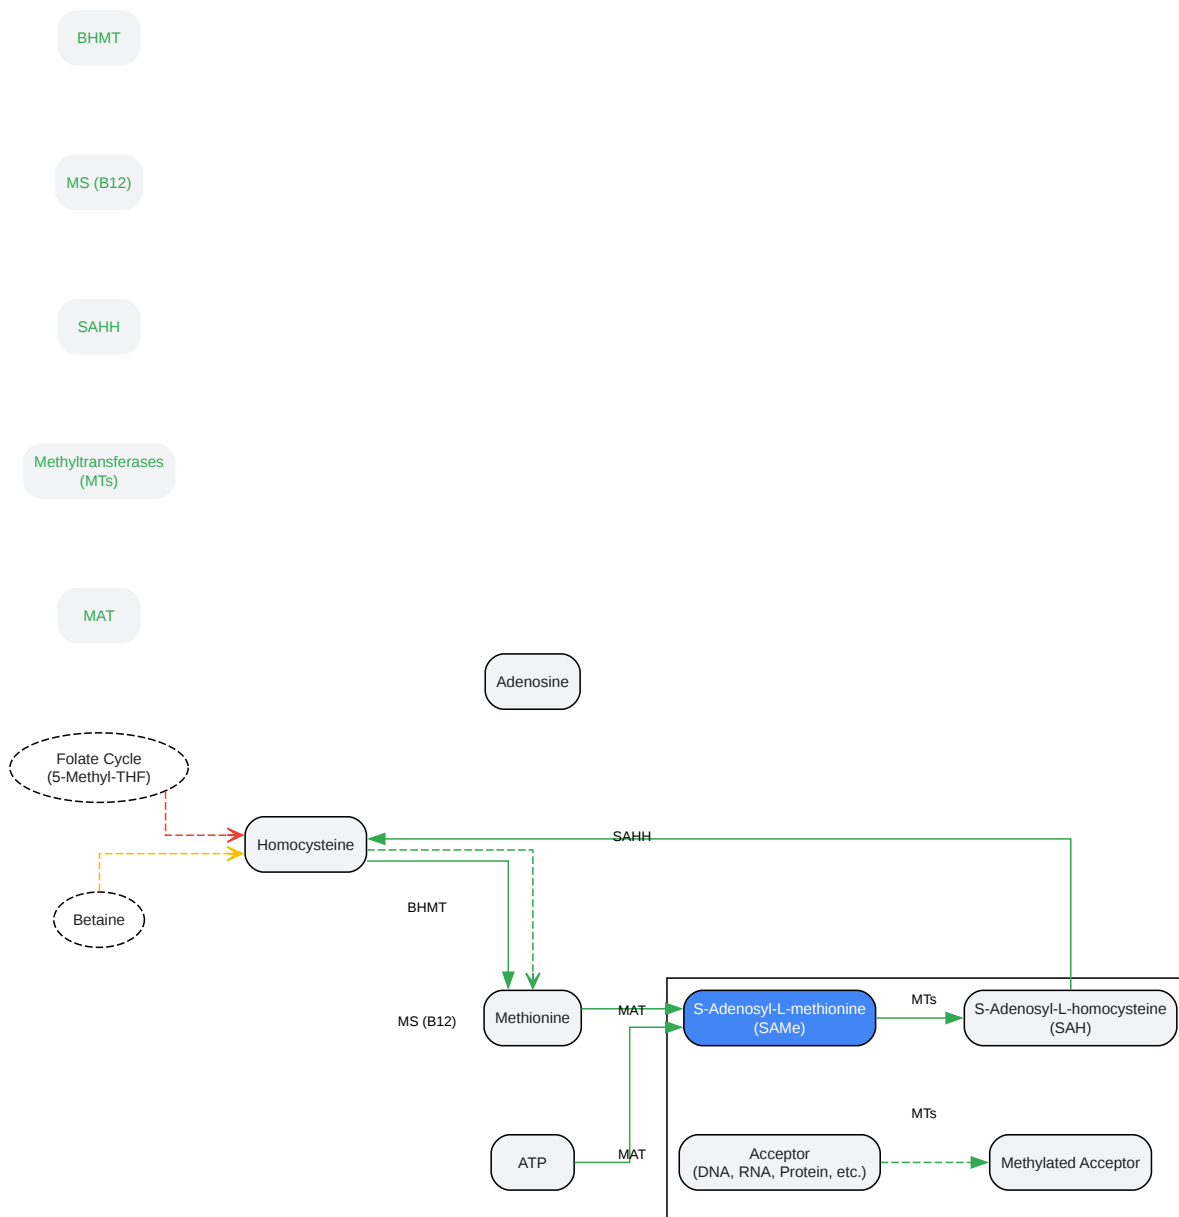 BHMT
MS (B12)
SAHH
Methyltransferases
(MTs)
MAT
Adenosine
Folate Cycle
(5-Methyl-THF)
Homocysteine
SAHH
Betaine
BHMT
MS (B12)
Methionine
MAT
S-Adenosyl-L-methionine
(SAMe)
MTs
S-Adenosyl-L-homocysteine
(SAH)
ATP
MAT
Acceptor
(DNA, RNA, Protein, etc.)
MTs
Methylated Acceptor